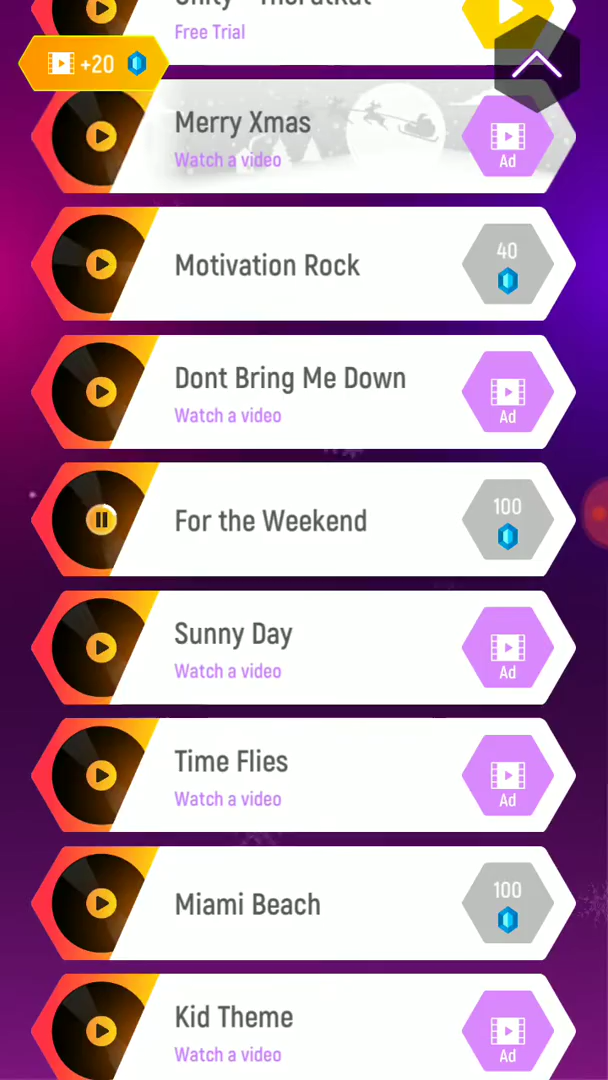 Unity - TheFatRat
Free Trial
+20
Merry Xmas
Watch a video
Ad
Motivation Rock
40
Dont Bring Me Down
Watch a video
Ad
For the Weekend
100
Sunny Day
Watch a video
Ad
Time Flies
Watch a video
Ad
Miami Beach
100
Kid Theme
Watch a video
Ad